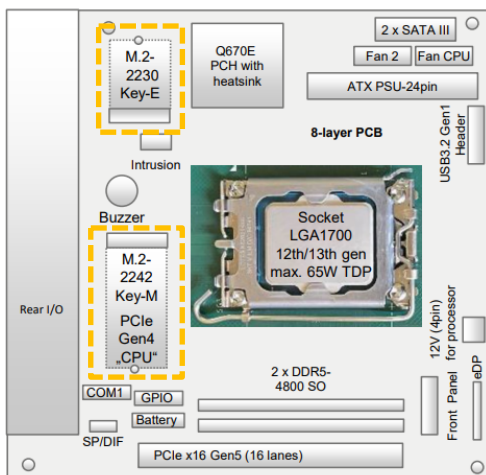 M.2-
2230
Key-E
Q670E
PCH with
heatsink
2 x SATA III
Fan 2
Fan CPU
ATX PSU-24pin
8-layer PCB
USB3.2 Gen1
Header
Intrusion
Buzzer
Socket
LGA1700
12th/13th gen
max. 65W TDP
M.2-
2242
Key-M
PCIe
Gen4
„CPU“
Rear I/O
12V (4pin)
for processor
2 x DDR5-
4800 SO
COM1
GPIO
Battery
SP/DIF
Front Panel
eDP
PCIe x16 Gen5 (16 lanes)